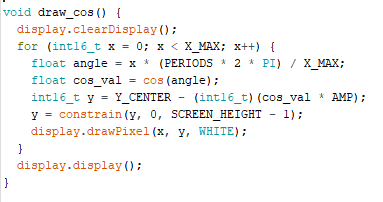 void draw_cos() {
  display.clearDisplay();
  for (int16_t x = 0; x < X_MAX; x++) {
    float angle = x * (PERIODS * 2 * PI) / X_MAX;
    float cos_val = cos(angle);
    int16_t y = Y_CENTER - (int16_t)(cos_val * AMP);
    y = constrain(y, 0, SCREEN_HEIGHT - 1);
    display.drawPixel(x, y, WHITE);
  }
  display.display();
}